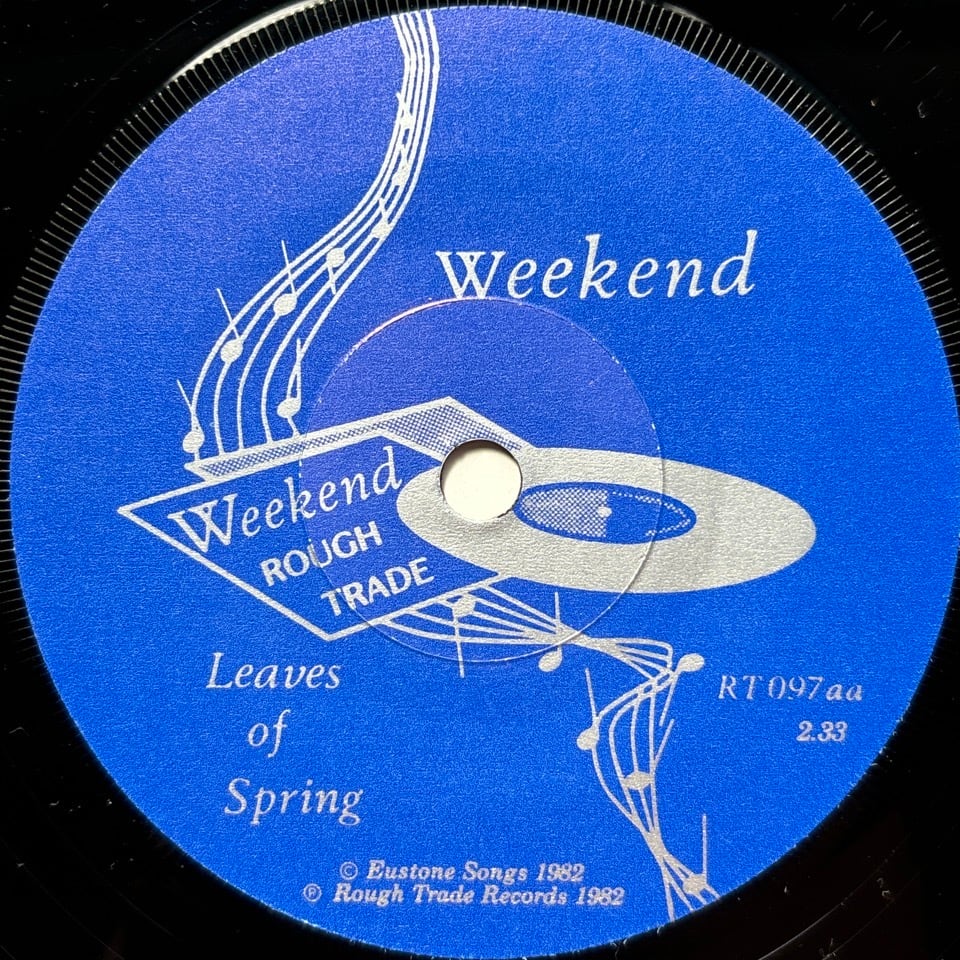 Weekend
Weekend
ROUGH
TRADE
Leaves
of
Spring
RT097aa
2.33
© Eustone Songs 1982
℗ Rough Trade Records 1982